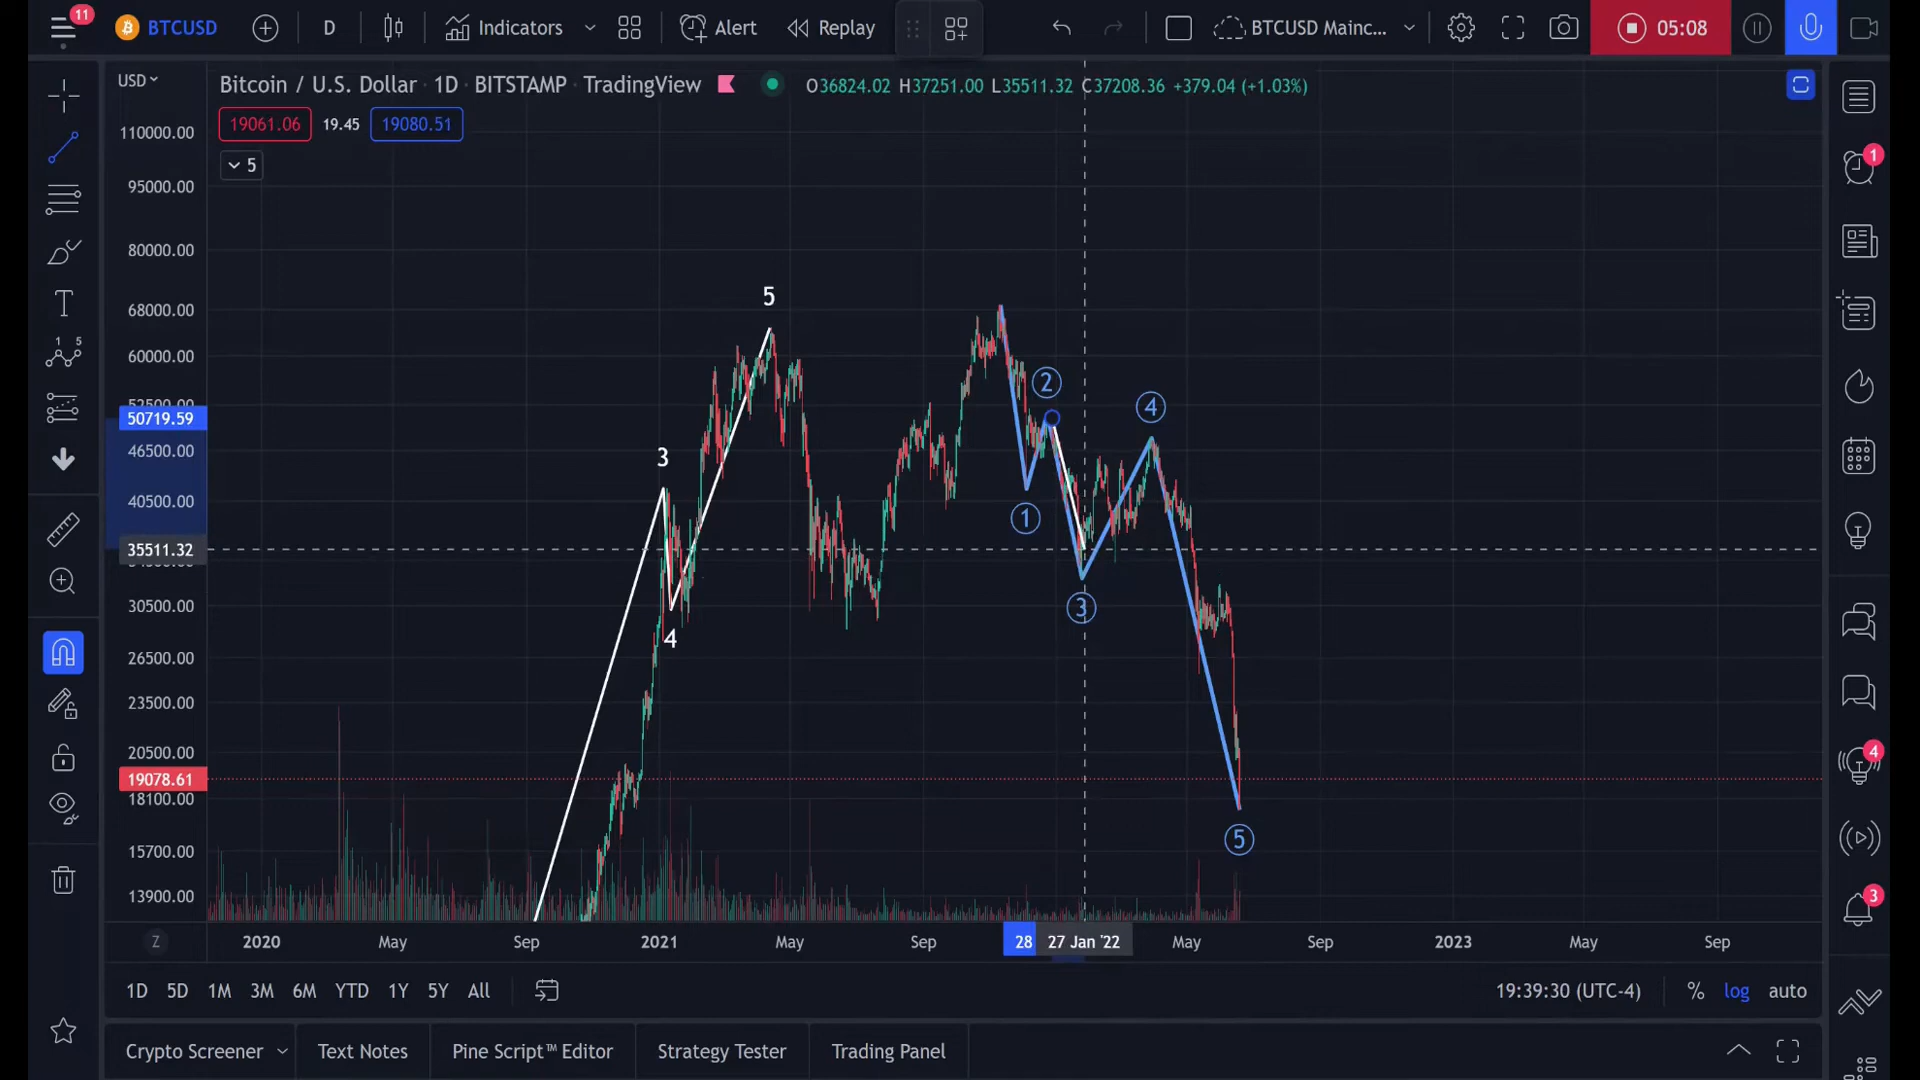 11
BTCUSD
D
Indicators
Alert
Replay
BTCUSD Mainc...
05:08
USD
Bitcoin / U.S. Dollar · 1D · BITSTAMP · TradingView
O36824.02 H37251.00 L35511.32 C37208.36 +379.04 (+1.03%)
19061.06 19.45 19080.51
5
110000.00
95000.00
80000.00
68000.00
60000.00
50719.59
46500.00
40500.00
35511.32
30500.00
26500.00
23500.00
20500.00
19078.61
18100.00
15700.00
13900.00
5
3
4
2
4
1
3
5
1 5
T
1
4
3
Z
2020 May Sep 2021 May Sep 28 27 Jan '22 May Sep 2023 May Sep
1D 5D 1M 3M 6M YTD 1Y 5Y All
19:39:30 (UTC-4) % log auto
Crypto Screener Text Notes Pine Script™ Editor Strategy Tester Trading Panel